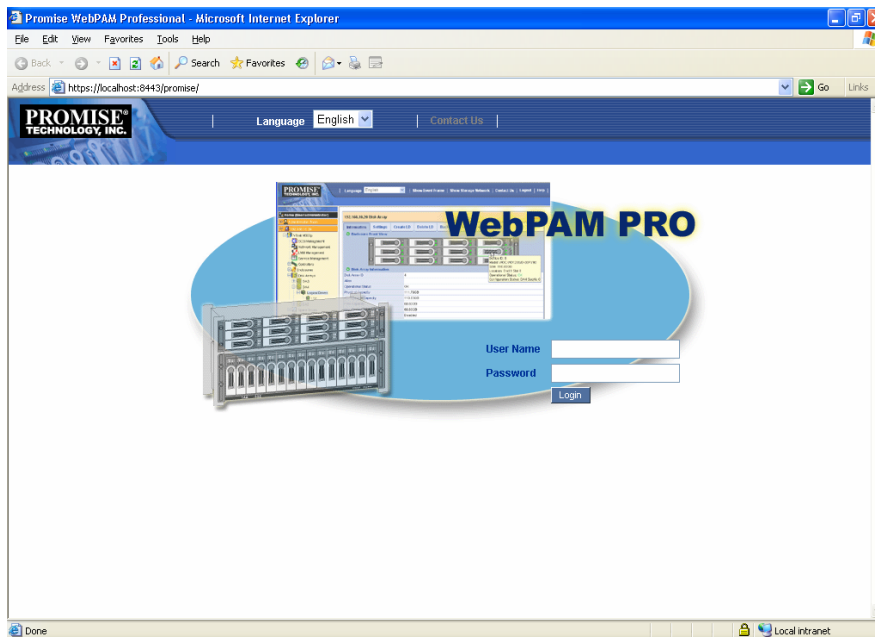 Promise WebPAM Professional - Microsoft Internet Explorer
File Edit View Favorites Tools Help
Back Search Favorites
Address https://localhost:8443/promise/ Go Links
PROMISE®
TECHNOLOGY, INC.
Language English Contact Us
PROMISE
WebPAM PRO
User Name
Password
Login
Done Local intranet